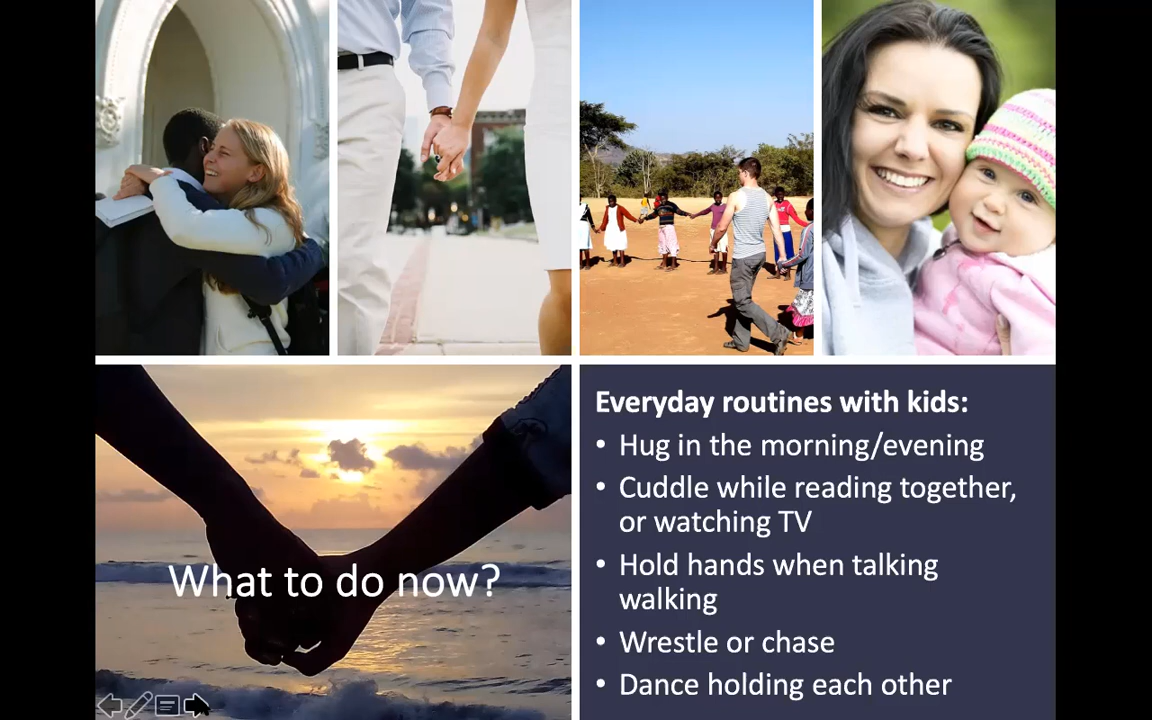 What to do now?
Everyday routines with kids:
• Hug in the morning/evening
• Cuddle while reading together,
or watching TV
• Hold hands when talking
walking
• Wrestle or chase
• Dance holding each other